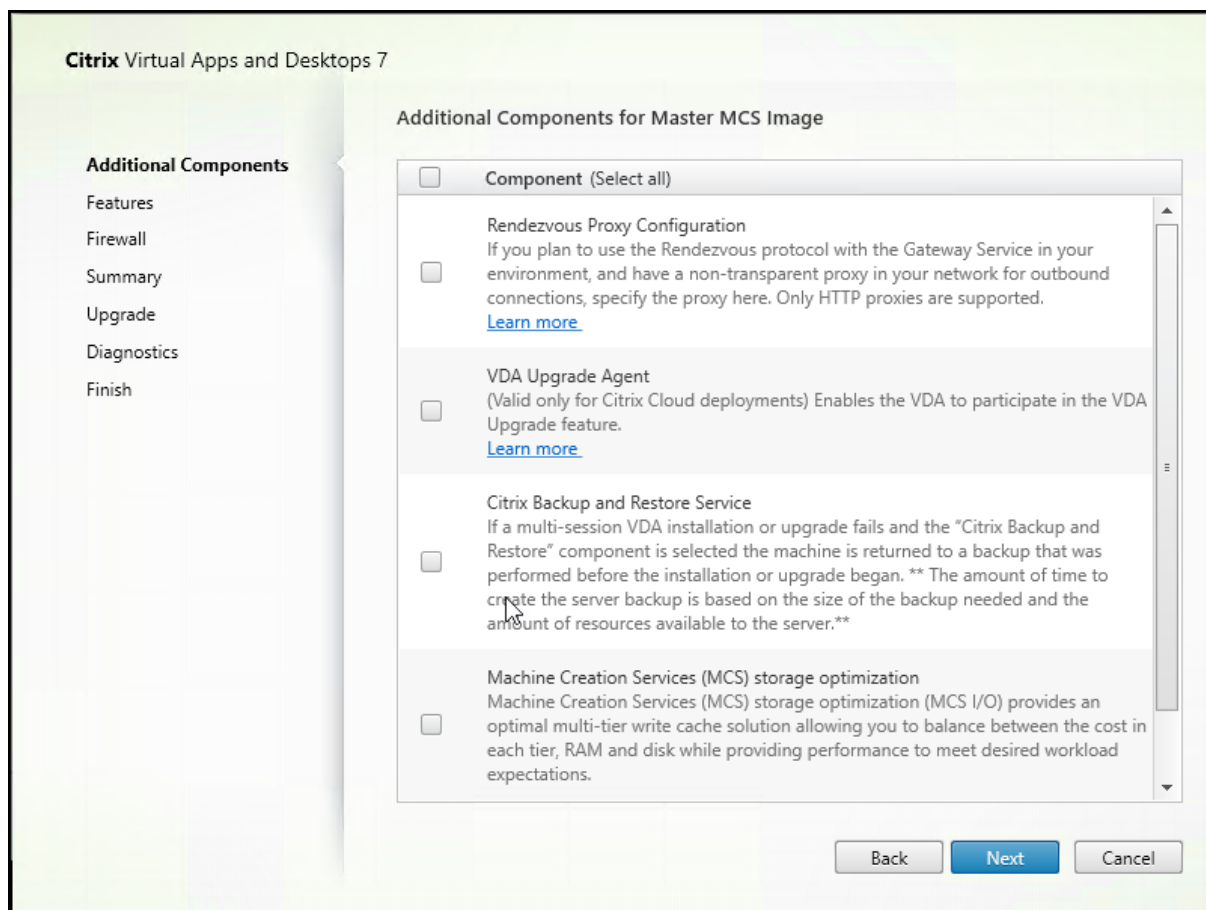 Citrix Virtual Apps and Desktops 7
Additional Components
Features
Firewall
Summary
Upgrade
Diagnostics
Finish
Additional Components for Master MCS Image
Component (Select all)
Rendezvous Proxy Configuration
If you plan to use the Rendezvous protocol with the Gateway Service in your
environment, and have a non-transparent proxy in your network for outbound
connections, specify the proxy here. Only HTTP proxies are supported.
Learn more
VDA Upgrade Agent
(Valid only for Citrix Cloud deployments) Enables the VDA to participate in the VDA
Upgrade feature.
Learn more
Citrix Backup and Restore Service
If a multi-session VDA installation or upgrade fails and the “Citrix Backup and
Restore” component is selected the machine is returned to a backup that was
performed before the installation or upgrade began. ** The amount of time to
create the server backup is based on the size of the backup needed and the
amount of resources available to the server.**
Machine Creation Services (MCS) storage optimization
Machine Creation Services (MCS) storage optimization (MCS I/O) provides an
optimal multi-tier write cache solution allowing you to balance between the cost in
each tier, RAM and disk while providing performance to meet desired workload
expectations.
Back
Next
Cancel